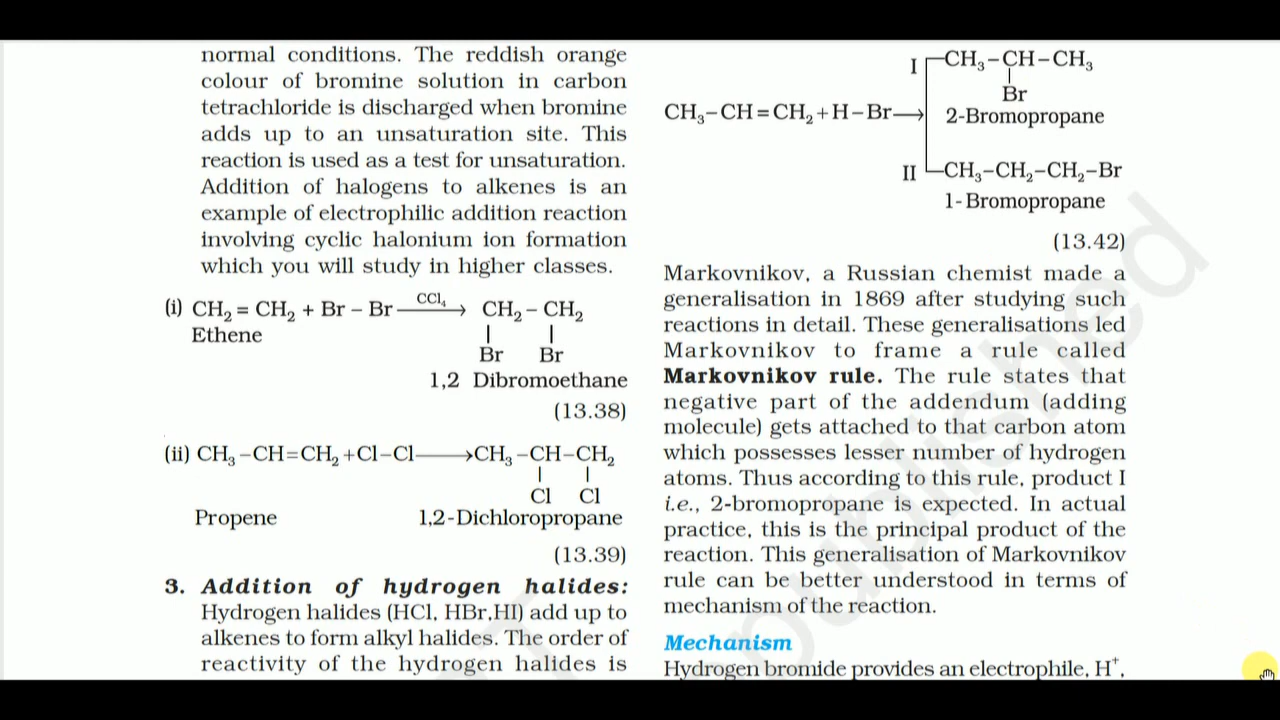 normal conditions. The reddish orange
colour of bromine solution in carbon
tetrachloride is discharged when bromine
adds up to an unsaturation site. This
reaction is used as a test for unsaturation.
Addition of halogens to alkenes is an
example of electrophilic addition reaction
involving cyclic halonium ion formation
which you will study in higher classes.
(i) CH₂ = CH₂ + Br – Br ⟶ CH₂ – CH₂
CCl₄
Ethene
| |
Br Br
1,2 Dibromoethane
(13.38)
(ii) CH₃ –CH=CH₂ +Cl–Cl ⟶CH₃ –CH–CH₂
| |
Cl Cl
Propene 1,2-Dichloropropane
(13.39)
3. Addition of hydrogen halides:
Hydrogen halides (HCl, HBr,HI) add up to
alkenes to form alkyl halides. The order of
reactivity of the hydrogen halides is
I CH₃–CH–CH₃
|
Br
CH₃–CH=CH₂+H–Br⟶ 2-Bromopropane
II CH₃–CH₂–CH₂–Br
1- Bromopropane
(13.42)
Markovnikov, a Russian chemist made a
generalisation in 1869 after studying such
reactions in detail. These generalisations led
Markovnikov to frame a rule called
Markovnikov rule. The rule states that
negative part of the addendum (adding
molecule) gets attached to that carbon atom
which possesses lesser number of hydrogen
atoms. Thus according to this rule, product I
i.e., 2-bromopropane is expected. In actual
practice, this is the principal product of the
reaction. This generalisation of Markovnikov
rule can be better understood in terms of
mechanism of the reaction.
Mechanism
Hydrogen bromide provides an electrophile, H⁺,